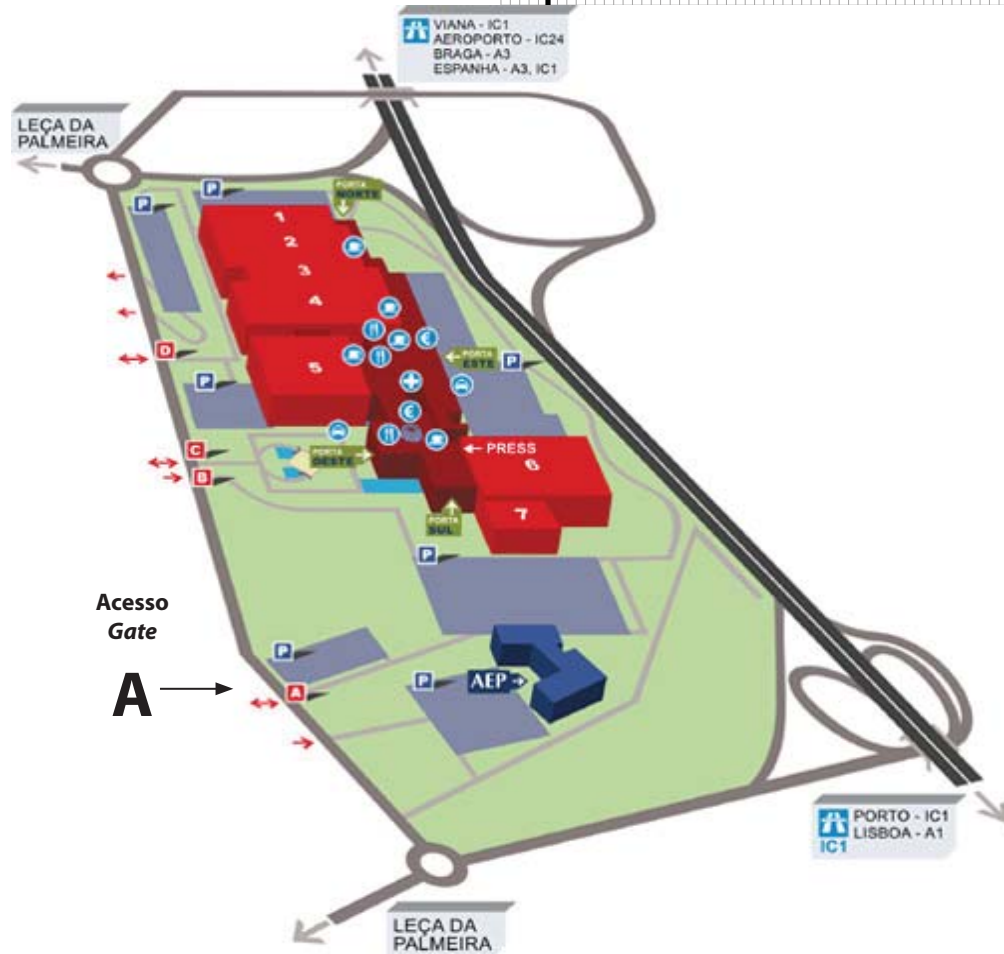 VIANA - IC1
AEROPORTO - IC24
BRAGA - A3
ESPANHA - A3, IC1
LEÇA DA
PALMEIRA
P
P
PORTA
NORTE
1
2
3
4
5
€
PORTA
ESTE
P
D
P
€
C
B
PORTA
OESTE
PRESS
6
7
PORTA
SUL
P
Acesso
Gate
A
P
A
P
AEP
PORTO - IC1
LISBOA - A1
IC1
LEÇA DA
PALMEIRA